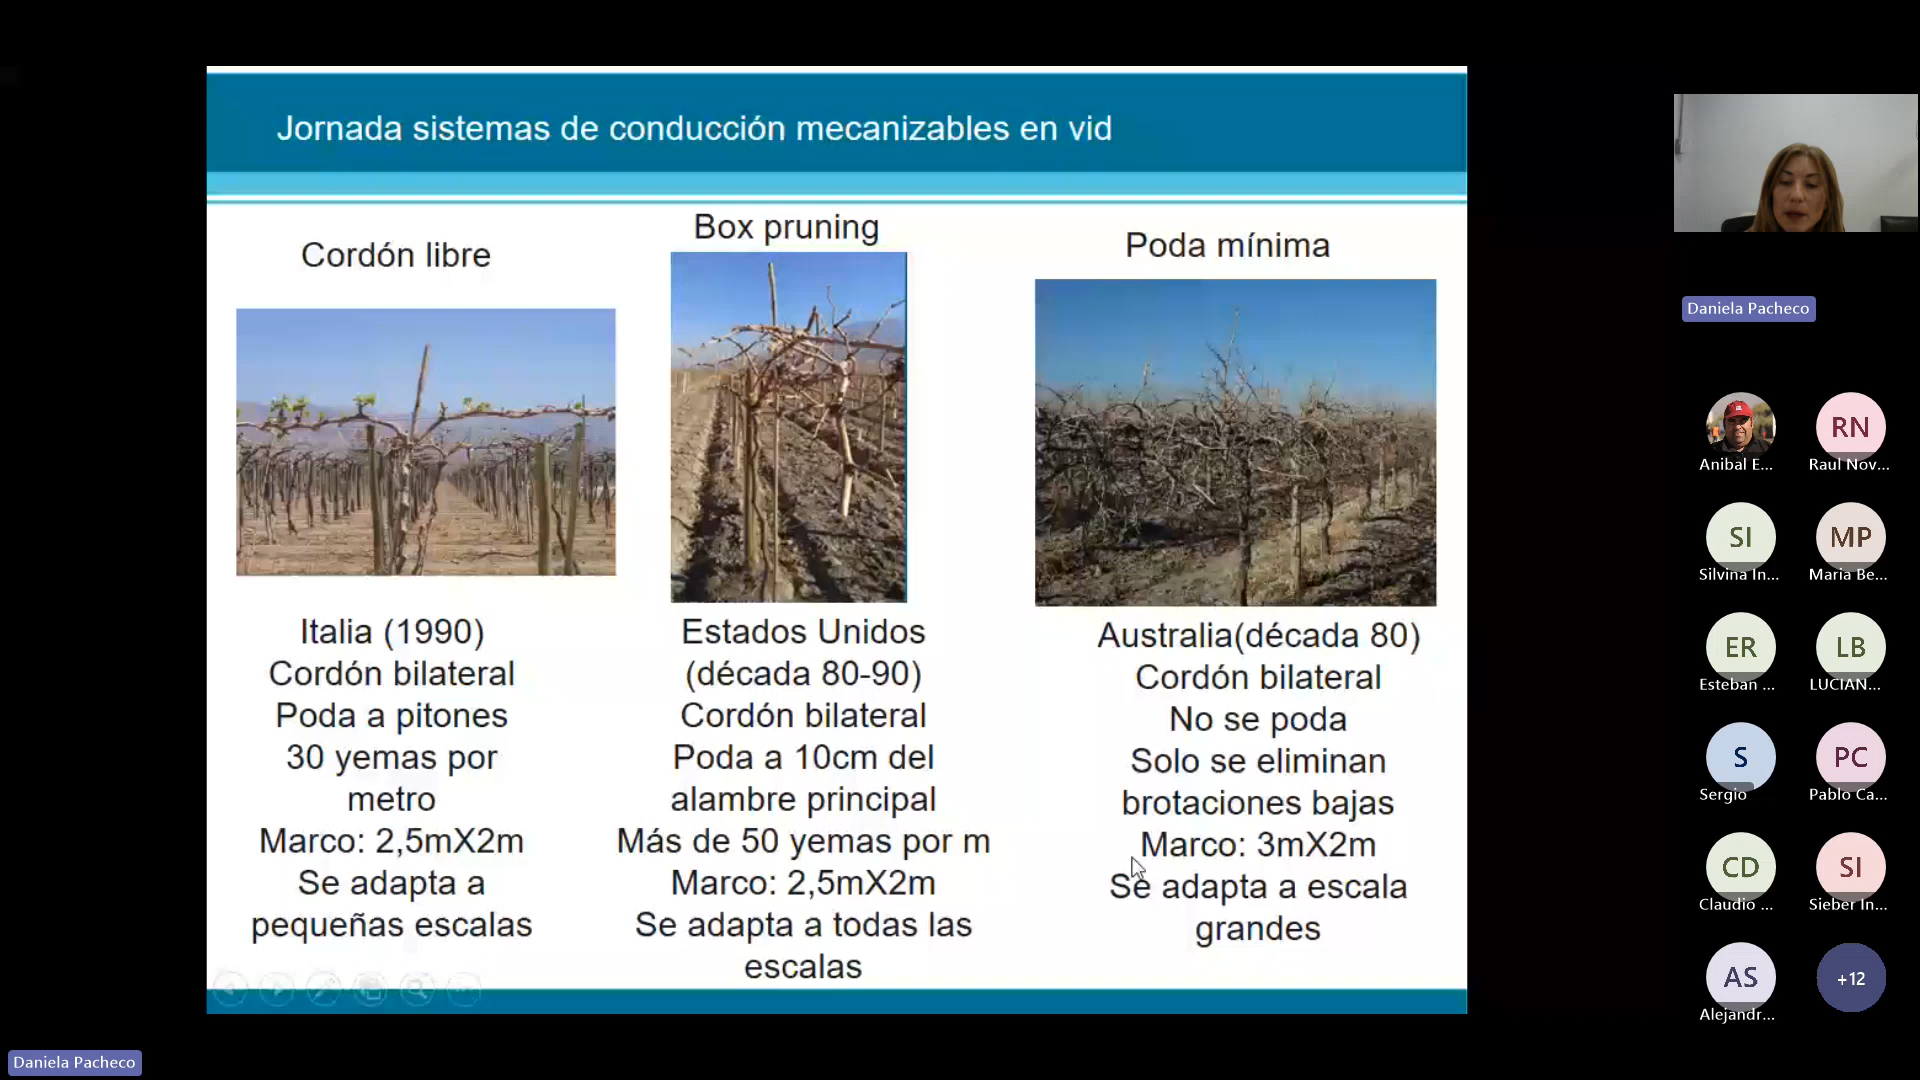 Jornada sistemas de conducción mecanizables en vid
Cordón libre
Italia (1990)
Cordón bilateral
Poda a pitones
30 yemas por
metro
Marco: 2,5mX2m
Se adapta a
pequeñas escalas
Box pruning
Estados Unidos
(década 80-90)
Cordón bilateral
Poda a 10cm del
alambre principal
Más de 50 yemas por m
Marco: 2,5mX2m
Se adapta a todas las
escalas
Poda mínima
Australia(década 80)
Cordón bilateral
No se poda
Solo se eliminan
brotaciones bajas
Marco: 3mX2m
Se adapta a escala
grandes
Daniela Pacheco
Anibal E...
RN
Raul Nov...
SI
Silvina In...
MP
Maria Be...
ER
Esteban ...
LB
LUCIAN...
S
Sergio
PC
Pablo Ca...
CD
Claudio ...
SI
Sieber In...
AS
Alejandr...
+12
Daniela Pacheco